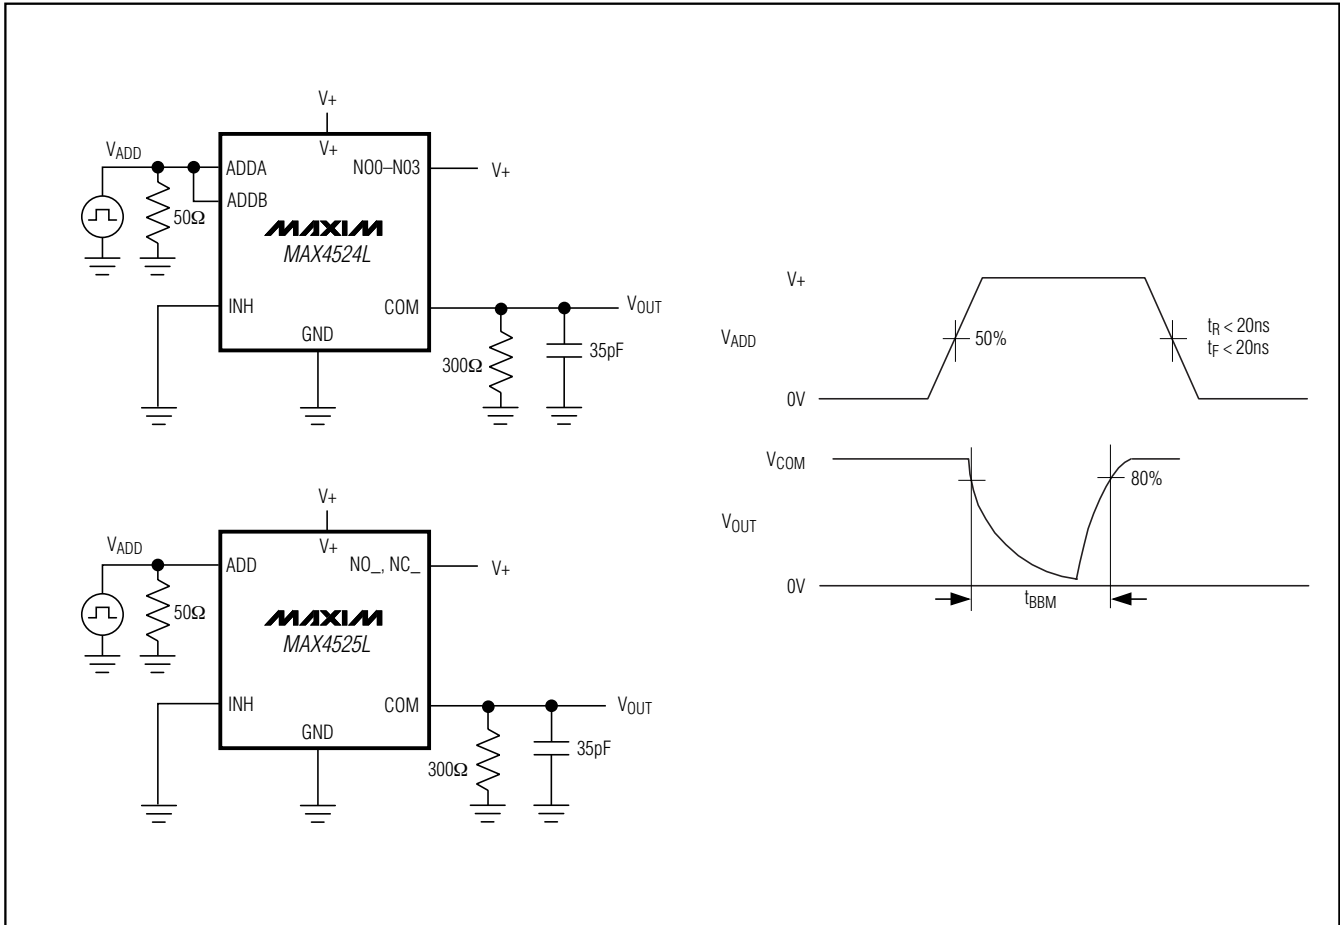 V+
V+
VADD
ADDA
NO0–N03
V+
ADDB
50Ω
MAXIM
MAX4524L
INH
COM
VOUT
GND
300Ω
35pF
V+
V+
VADD
ADD
NO_, NC_
V+
50Ω
MAXIM
MAX4525L
INH
COM
VOUT
GND
300Ω
35pF
V+
VADD
50%
tR < 20ns
tF < 20ns
0V
VCOM
80%
VOUT
0V
tBBM